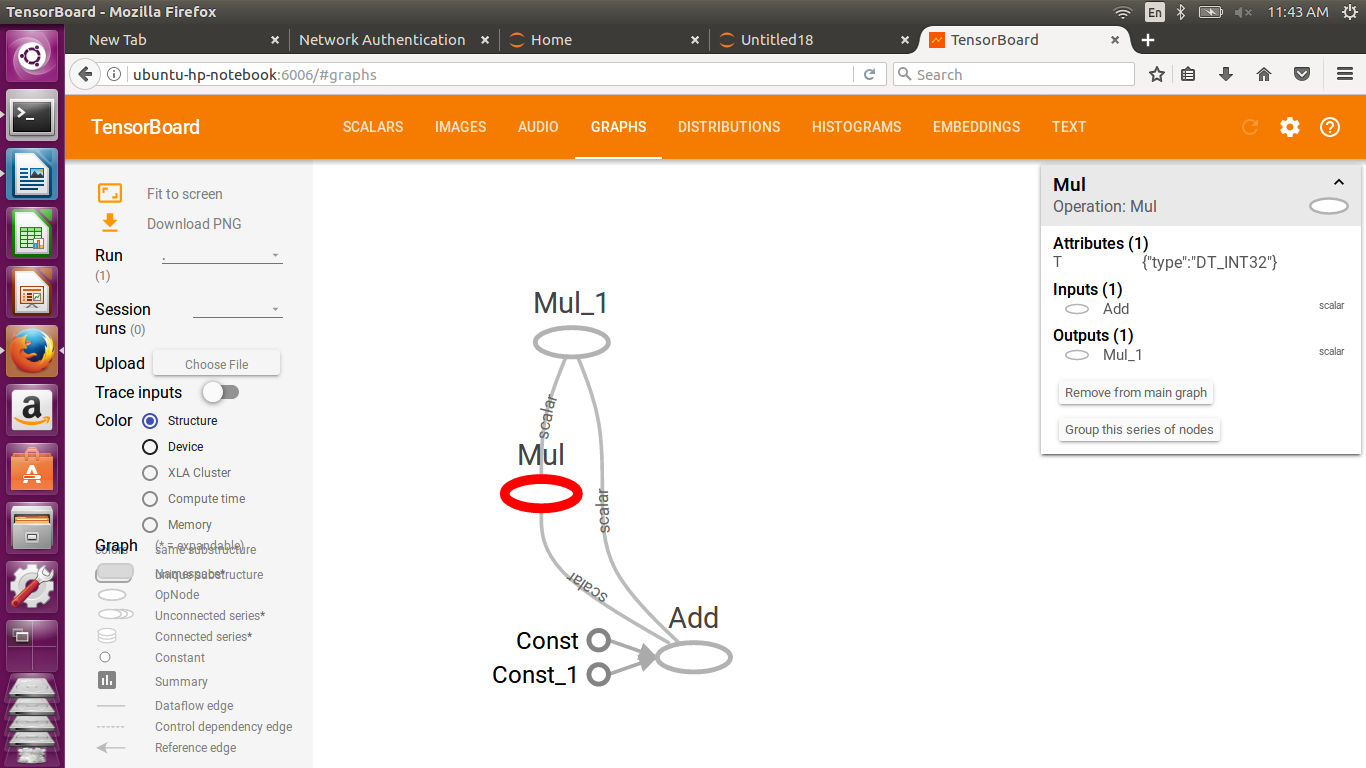 TensorBoard - Mozilla Firefox
En
11:43 AM
New Tab
Network Authentication
Home
Untitled18
TensorBoard
ubuntu-hp-notebook:6006/#graphs
Search
TensorBoard
SCALARS
IMAGES
AUDIO
GRAPHS
DISTRIBUTIONS
HISTOGRAMS
EMBEDDINGS
TEXT
Fit to screen
Download PNG
Run
(1)
.
Session
runs (0)
Upload
Choose File
Trace inputs
Color
Structure
Device
XLA Cluster
Compute time
Memory
Graph
(* = expandable)
colors
same substructure
Namespace*
unique substructure
OpNode
Unconnected series*
Connected series*
Constant
Summary
Dataflow edge
Control dependency edge
Reference edge
Mul_1
scalar
Mul
scalar
scalar
Add
Const
Const_1
Mul
Operation: Mul
Attributes (1)
T {"type":"DT_INT32"}
Inputs (1)
Add scalar
Outputs (1)
Mul_1 scalar
Remove from main graph
Group this series of nodes